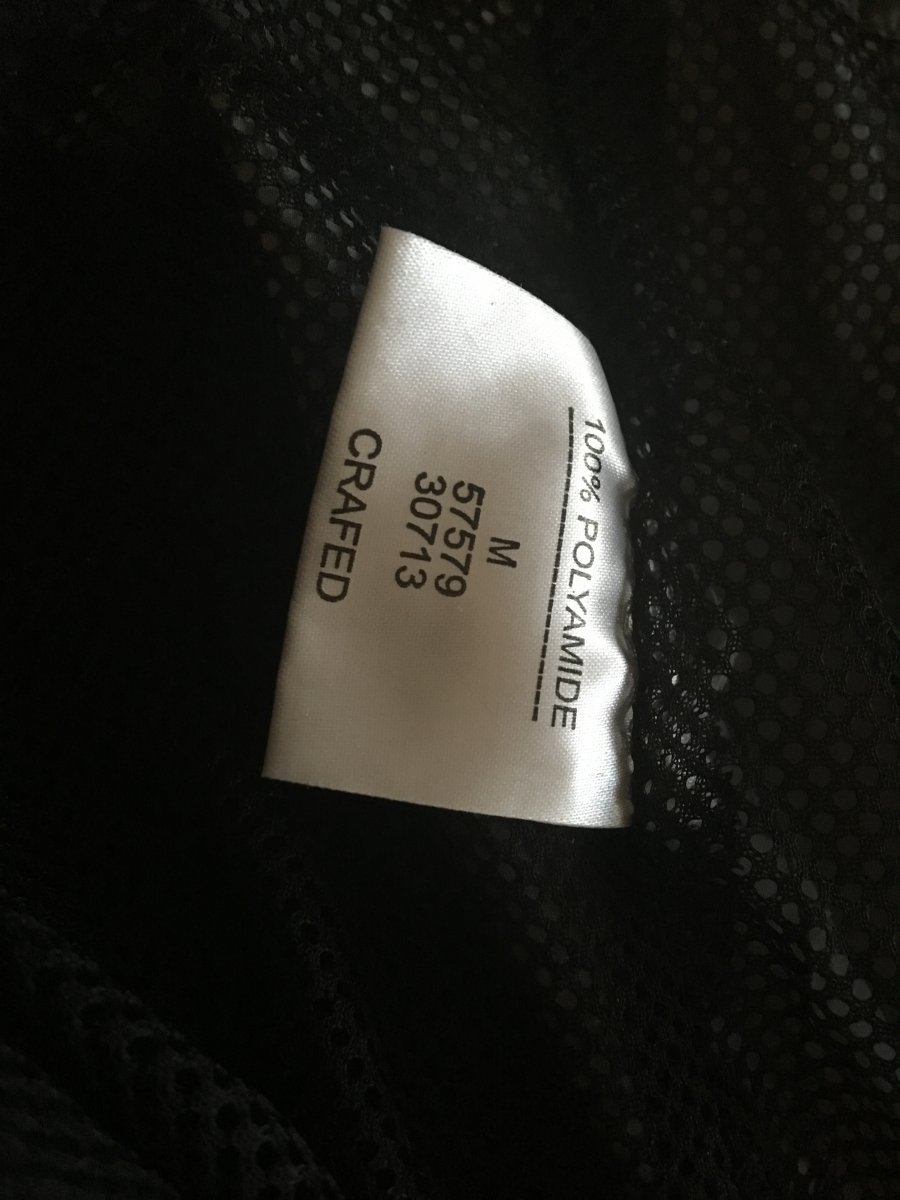 100% POLYAMIDE
--------------------
M
57579
30713
CRAFED